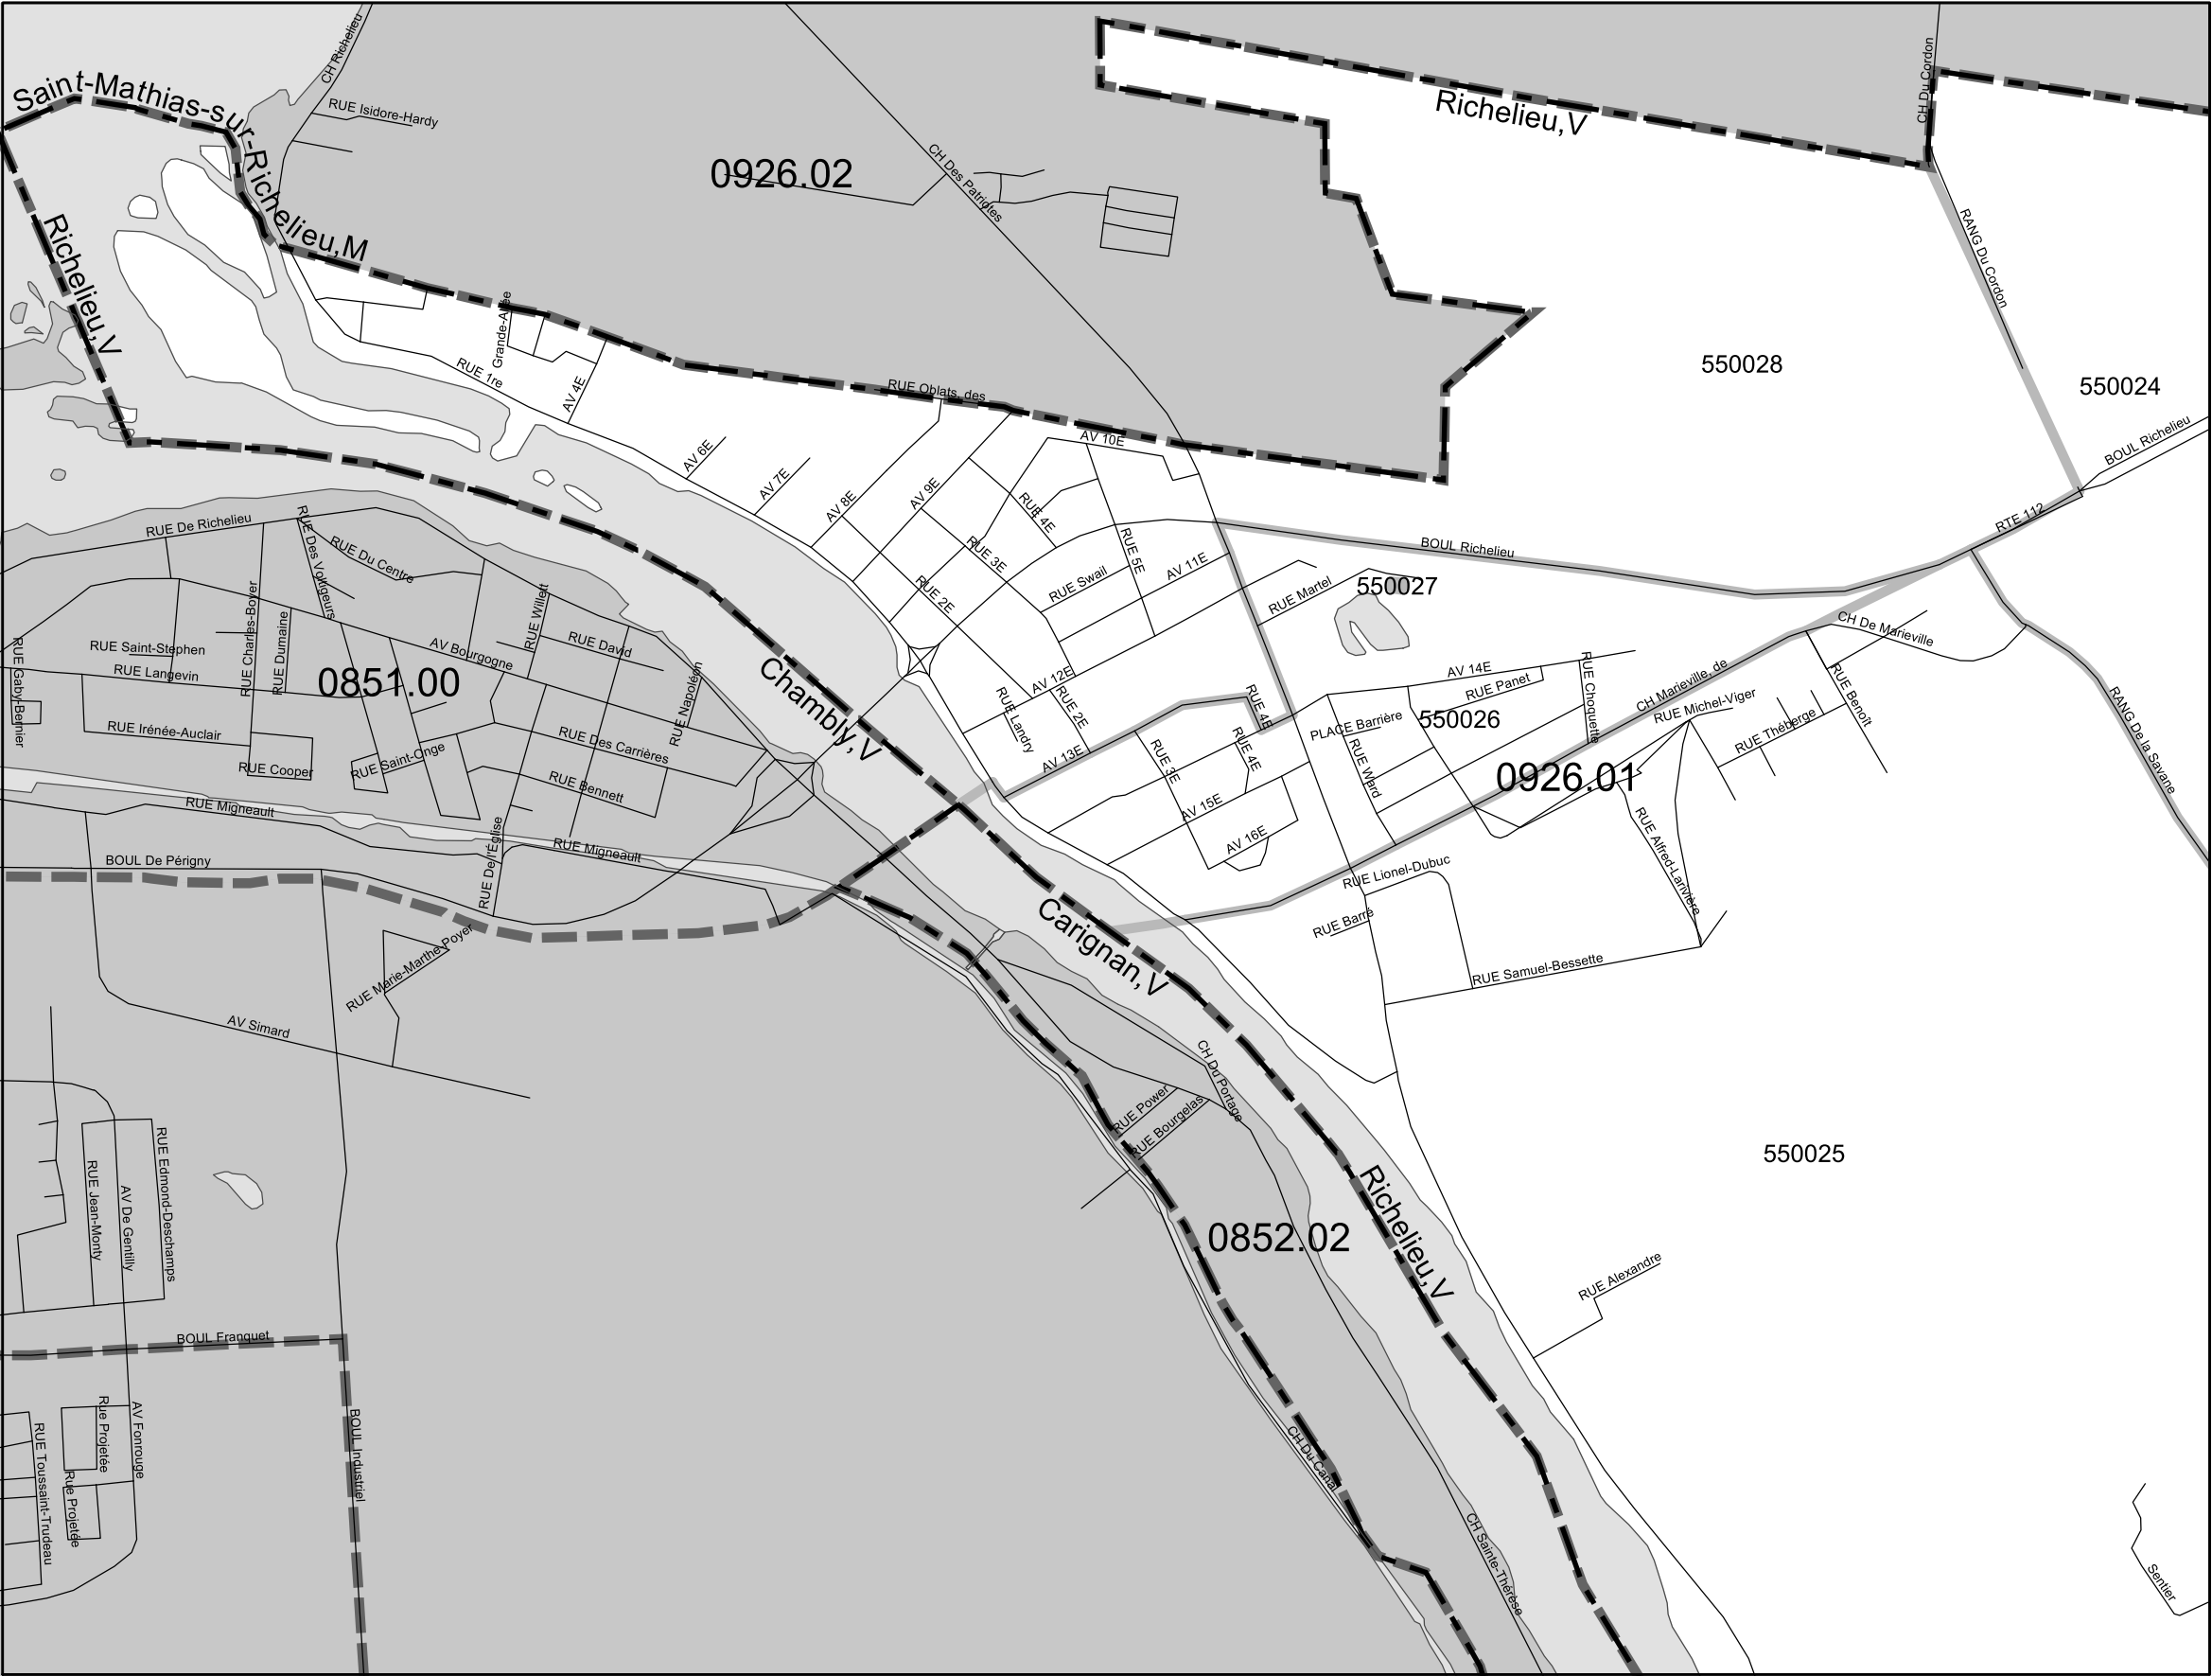 CH Richelieu
CH Du Cordon
Saint-Mathias-sur-Richelieu,M
RUE Isidore-Hardy
Richelieu,V
0926.02
CH Des Patriotes
RANG Du Cordon
Richelieu,V
Grande-Allée
RUE 1re
AV 4E
RUE Oblats, des
550028
550024
BOUL Richelieu
AV 10E
AV 6E
AV 7E
AV 8E
AV 9E
RUE 4E
RTE 112
BOUL Richelieu
RUE De Richelieu
RUE Des Voltigeurs
RUE Du Centre
RUE 3E
RUE 5E
AV 11E
RUE Swail
RUE Martel
550027
RUE 2E
RUE Charles-Boyer
RUE Dumaine
RUE Willett
RUE David
AV Bourgogne
RUE Saint-Stephen
RUE Langevin
RUE Gaby-Bernier
0851.00
RUE Napoléon
Chambly,V
CH De Marieville
AV 12E
RUE 2E
RUE Landry
AV 14E
RUE Panet
RUE Choquette
CH Marieville, de
RUE Michel-Viger
RUE Benoît
RUE Théberge
RANG De la Savane
RUE 4E
PLACE Barrière
550026
RUE Irénée-Auclair
RUE Cooper
RUE Saint-Onge
RUE Des Carrières
RUE Bennett
AV 13E
RUE 3E
RUE 4E
RUE Ward
0926.01
RUE Migneault
RUE De l'Église
RUE Migneault
AV 15E
AV 16E
RUE Alfred-Larivière
BOUL De Périgny
RUE Lionel-Dubuc
RUE Barré
Carignan,V
RUE Samuel-Bessette
RUE Marie-Marthe-Poyer
AV Simard
CH Du Portage
RUE Power
RUE Bourgelas
550025
RUE Jean-Monty
AV De Gentilly
RUE Edmond-Deschamps
0852.02
Richelieu,V
RUE Alexandre
BOUL Franquet
Rue Projetée
AV Fonrouge
BOUL Industriel
RUE Toussaint-Trudeau
Rue Projetée
CH Du Canal
CH Sainte-Thérèse
Sentier